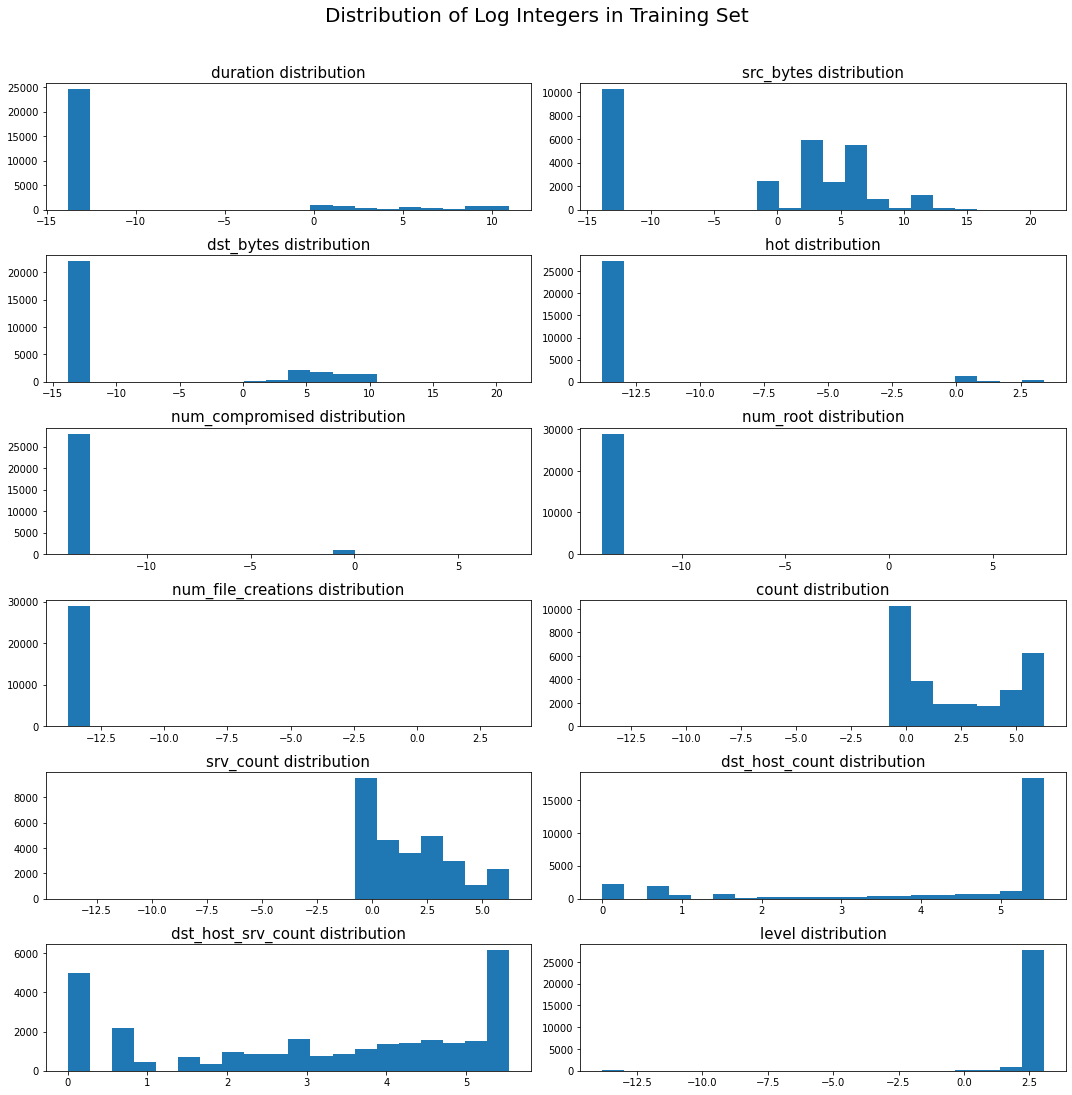 Distribution of Log Integers in Training Set
duration distribution
25000
20000
15000
10000
5000
0
−15 −10 −5 0 5 10
src_bytes distribution
10000
8000
6000
4000
2000
0
−15 −10 −5 0 5 10 15 20
dst_bytes distribution
20000
15000
10000
5000
0
−15 −10 −5 0 5 10 15 20
hot distribution
25000
20000
15000
10000
5000
0
−12.5 −10.0 −7.5 −5.0 −2.5 0.0 2.5
num_compromised distribution
25000
20000
15000
10000
5000
0
−10 −5 0 5
num_root distribution
30000
20000
10000
0
−10 −5 0 5
num_file_creations distribution
30000
20000
10000
0
−12.5 −10.0 −7.5 −5.0 −2.5 0.0 2.5
count distribution
10000
8000
6000
4000
2000
0
−12.5 −10.0 −7.5 −5.0 −2.5 0.0 2.5 5.0
srv_count distribution
8000
6000
4000
2000
0
−12.5 −10.0 −7.5 −5.0 −2.5 0.0 2.5 5.0
dst_host_count distribution
15000
10000
5000
0
0 1 2 3 4 5
dst_host_srv_count distribution
6000
4000
2000
0
0 1 2 3 4 5
level distribution
25000
20000
15000
10000
5000
0
−12.5 −10.0 −7.5 −5.0 −2.5 0.0 2.5